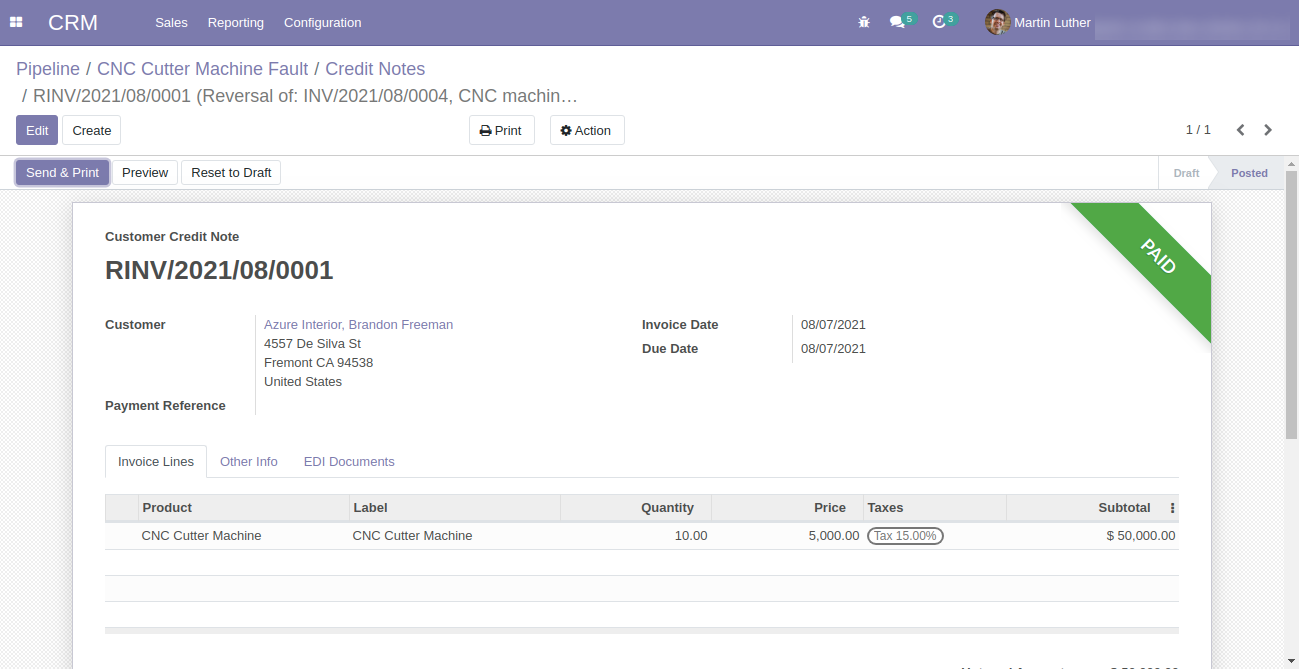 CRM Sales Reporting Configuration 5 3 Martin Luther
Pipeline / CNC Cutter Machine Fault / Credit Notes
/ RINV/2021/08/0001 (Reversal of: INV/2021/08/0004, CNC machin…
Edit Create Print Action 1 / 1
Send & Print Preview Reset to Draft Draft Posted
PAID
Customer Credit Note
RINV/2021/08/0001
Customer Azure Interior, Brandon Freeman Invoice Date 08/07/2021
4557 De Silva St
Fremont CA 94538 Due Date 08/07/2021
United States
Payment Reference
Invoice Lines Other Info EDI Documents
Product Label Quantity Price Taxes Subtotal
CNC Cutter Machine CNC Cutter Machine 10.00 5,000.00 Tax 15.00% $ 50,000.00